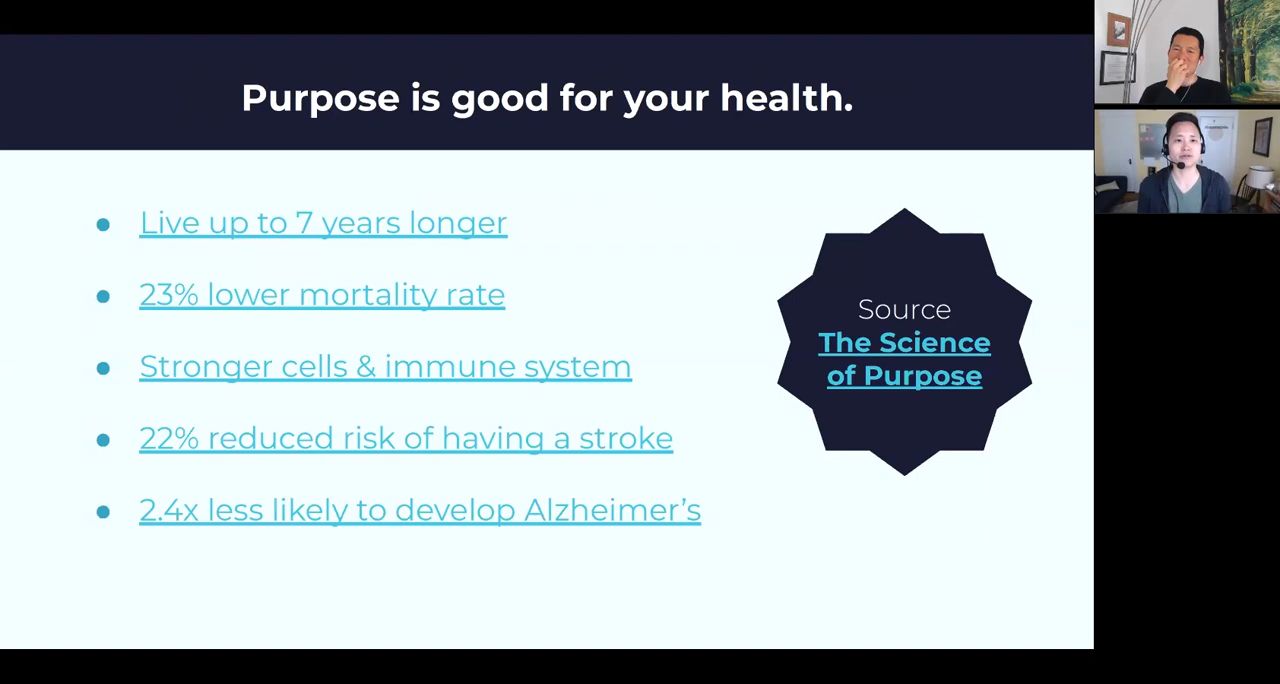 Purpose is good for your health.
Live up to 7 years longer
23% lower mortality rate
Stronger cells & immune system
22% reduced risk of having a stroke
2.4x less likely to develop Alzheimer’s
Source
The Science
of Purpose